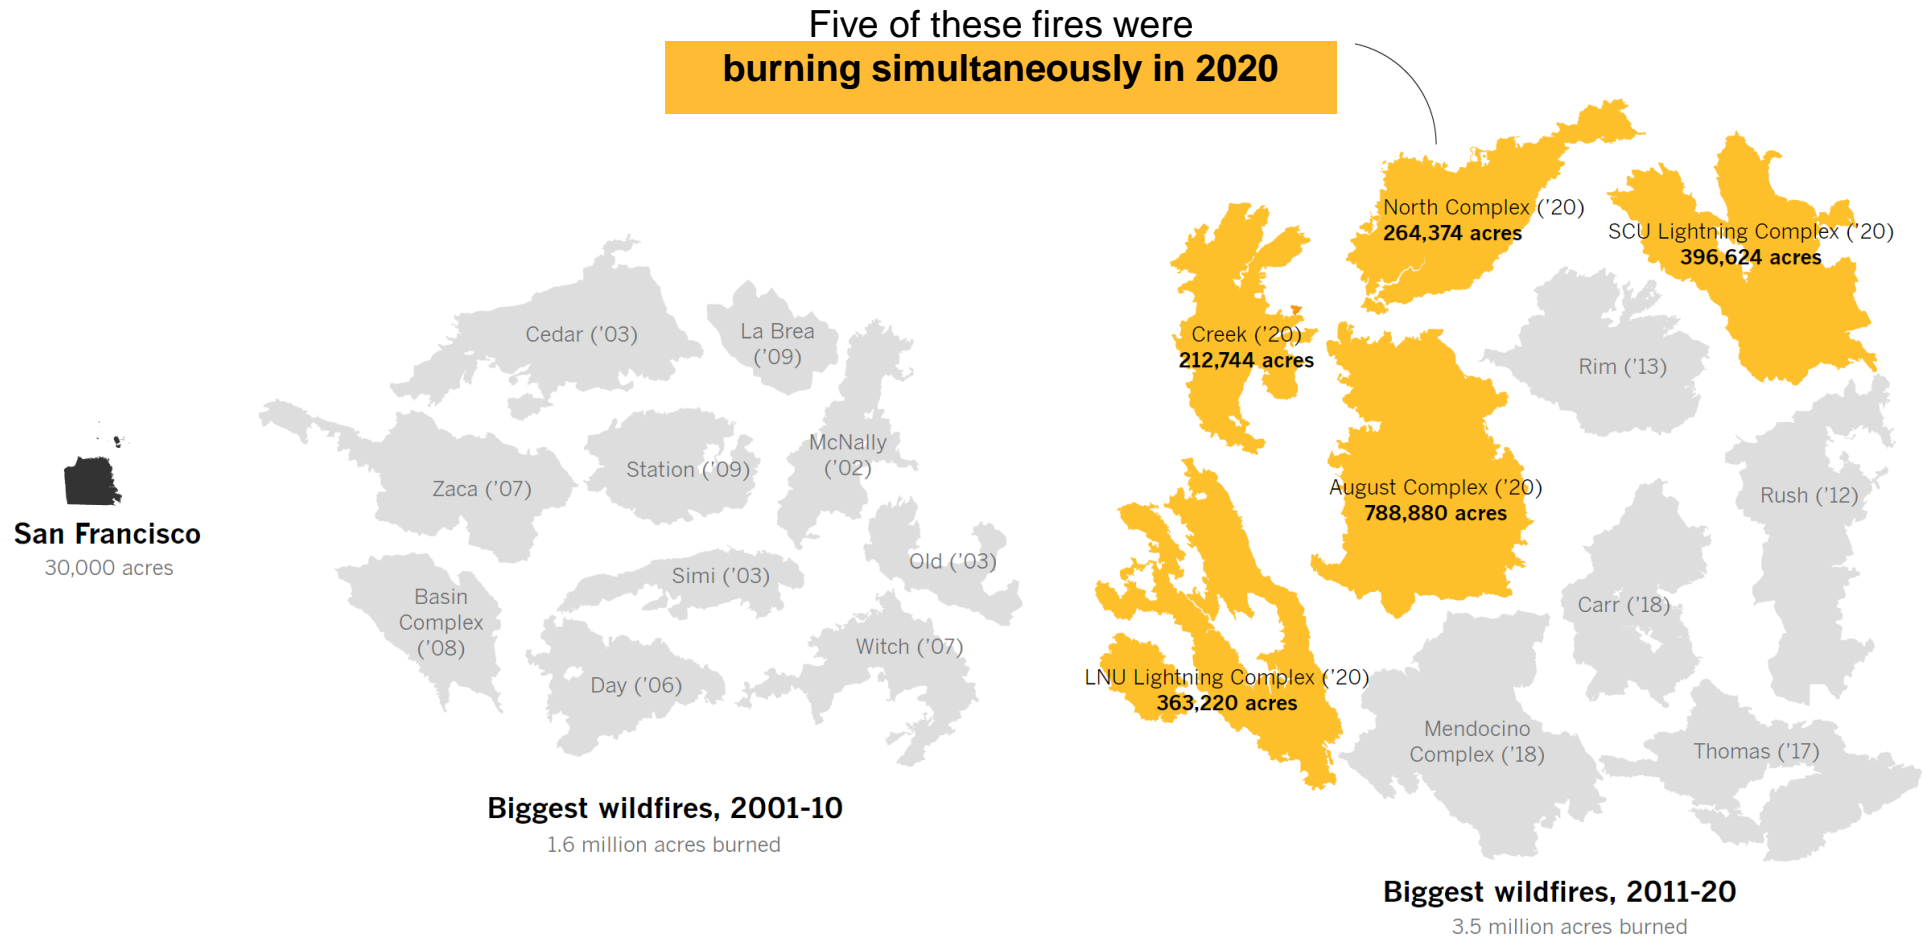 Five of these fires were
burning simultaneously in 2020
North Complex (’20)
264,374 acres
SCU Lightning Complex (’20)
396,624 acres
Creek (’20)
212,744 acres
Rim (’13)
August Complex (’20)
788,880 acres
Rush (’12)
Carr (’18)
LNU Lightning Complex (’20)
363,220 acres
Mendocino
Complex (’18)
Thomas (’17)
Biggest wildfires, 2011-20
3.5 million acres burned
Cedar (’03)
La Brea
(’09)
McNally
(’02)
Station (’09)
Zaca (’07)
Old (’03)
Simi (’03)
Basin
Complex
(’08)
Witch (’07)
Day (’06)
Biggest wildfires, 2001-10
1.6 million acres burned
San Francisco
30,000 acres